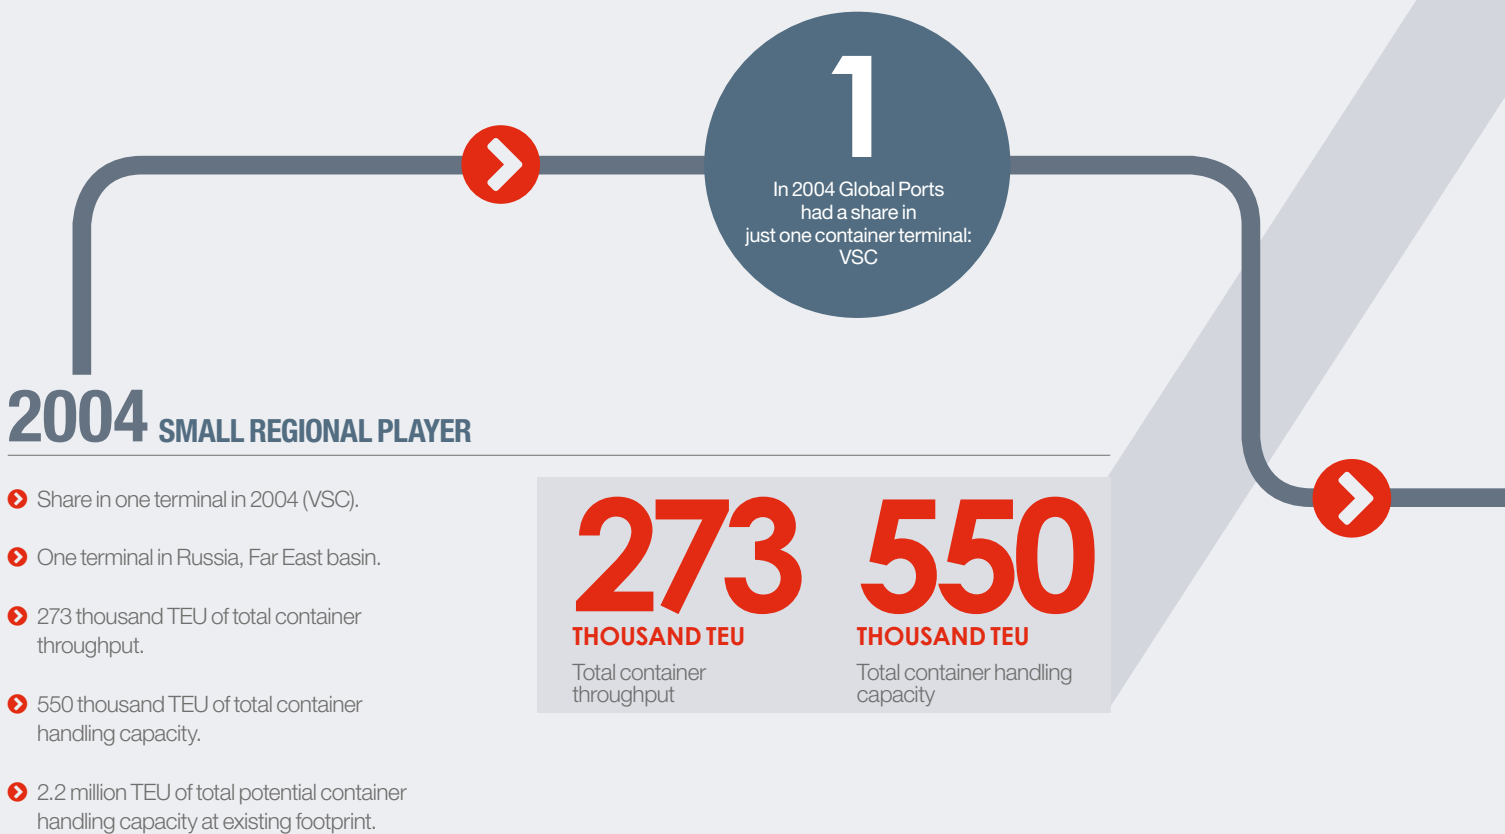 1
In 2004 Global Ports
had a share in
just one container terminal:
VSC
2004 SMALL REGIONAL PLAYER
Share in one terminal in 2004 (VSC).
One terminal in Russia, Far East basin.
273 thousand TEU of total container
throughput.
550 thousand TEU of total container
handling capacity.
2.2 million TEU of total potential container
handling capacity at existing footprint.
273
THOUSAND TEU
Total container
throughput
550
THOUSAND TEU
Total container handling
capacity